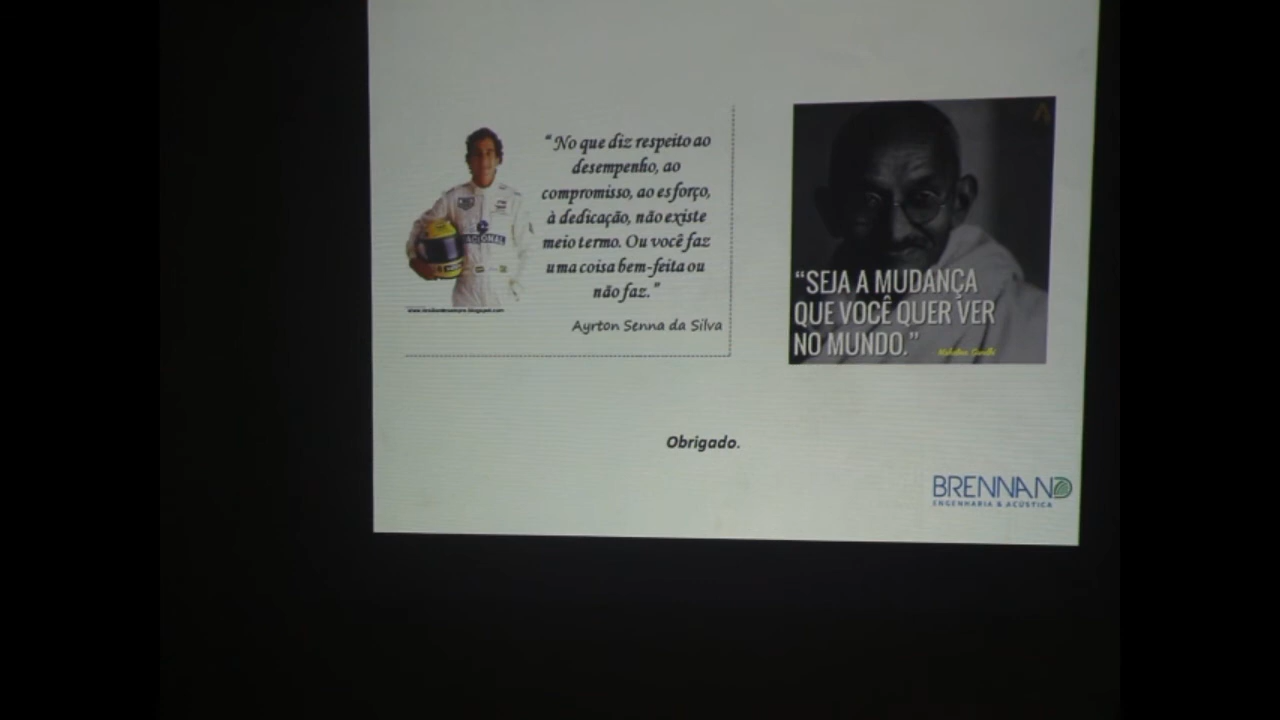 “No que diz respeito ao
desempenho, ao
compromisso, ao esforço,
à dedicação, não existe
meio termo. Ou você faz
uma coisa bem-feita ou
não faz.”
Ayrton Senna da Silva
“SEJA A MUDANÇA
QUE VOCÊ QUER VER
NO MUNDO.”
Gandhi
Obrigado.
BRENNAND
ENGENHARIA & ACÚSTICA